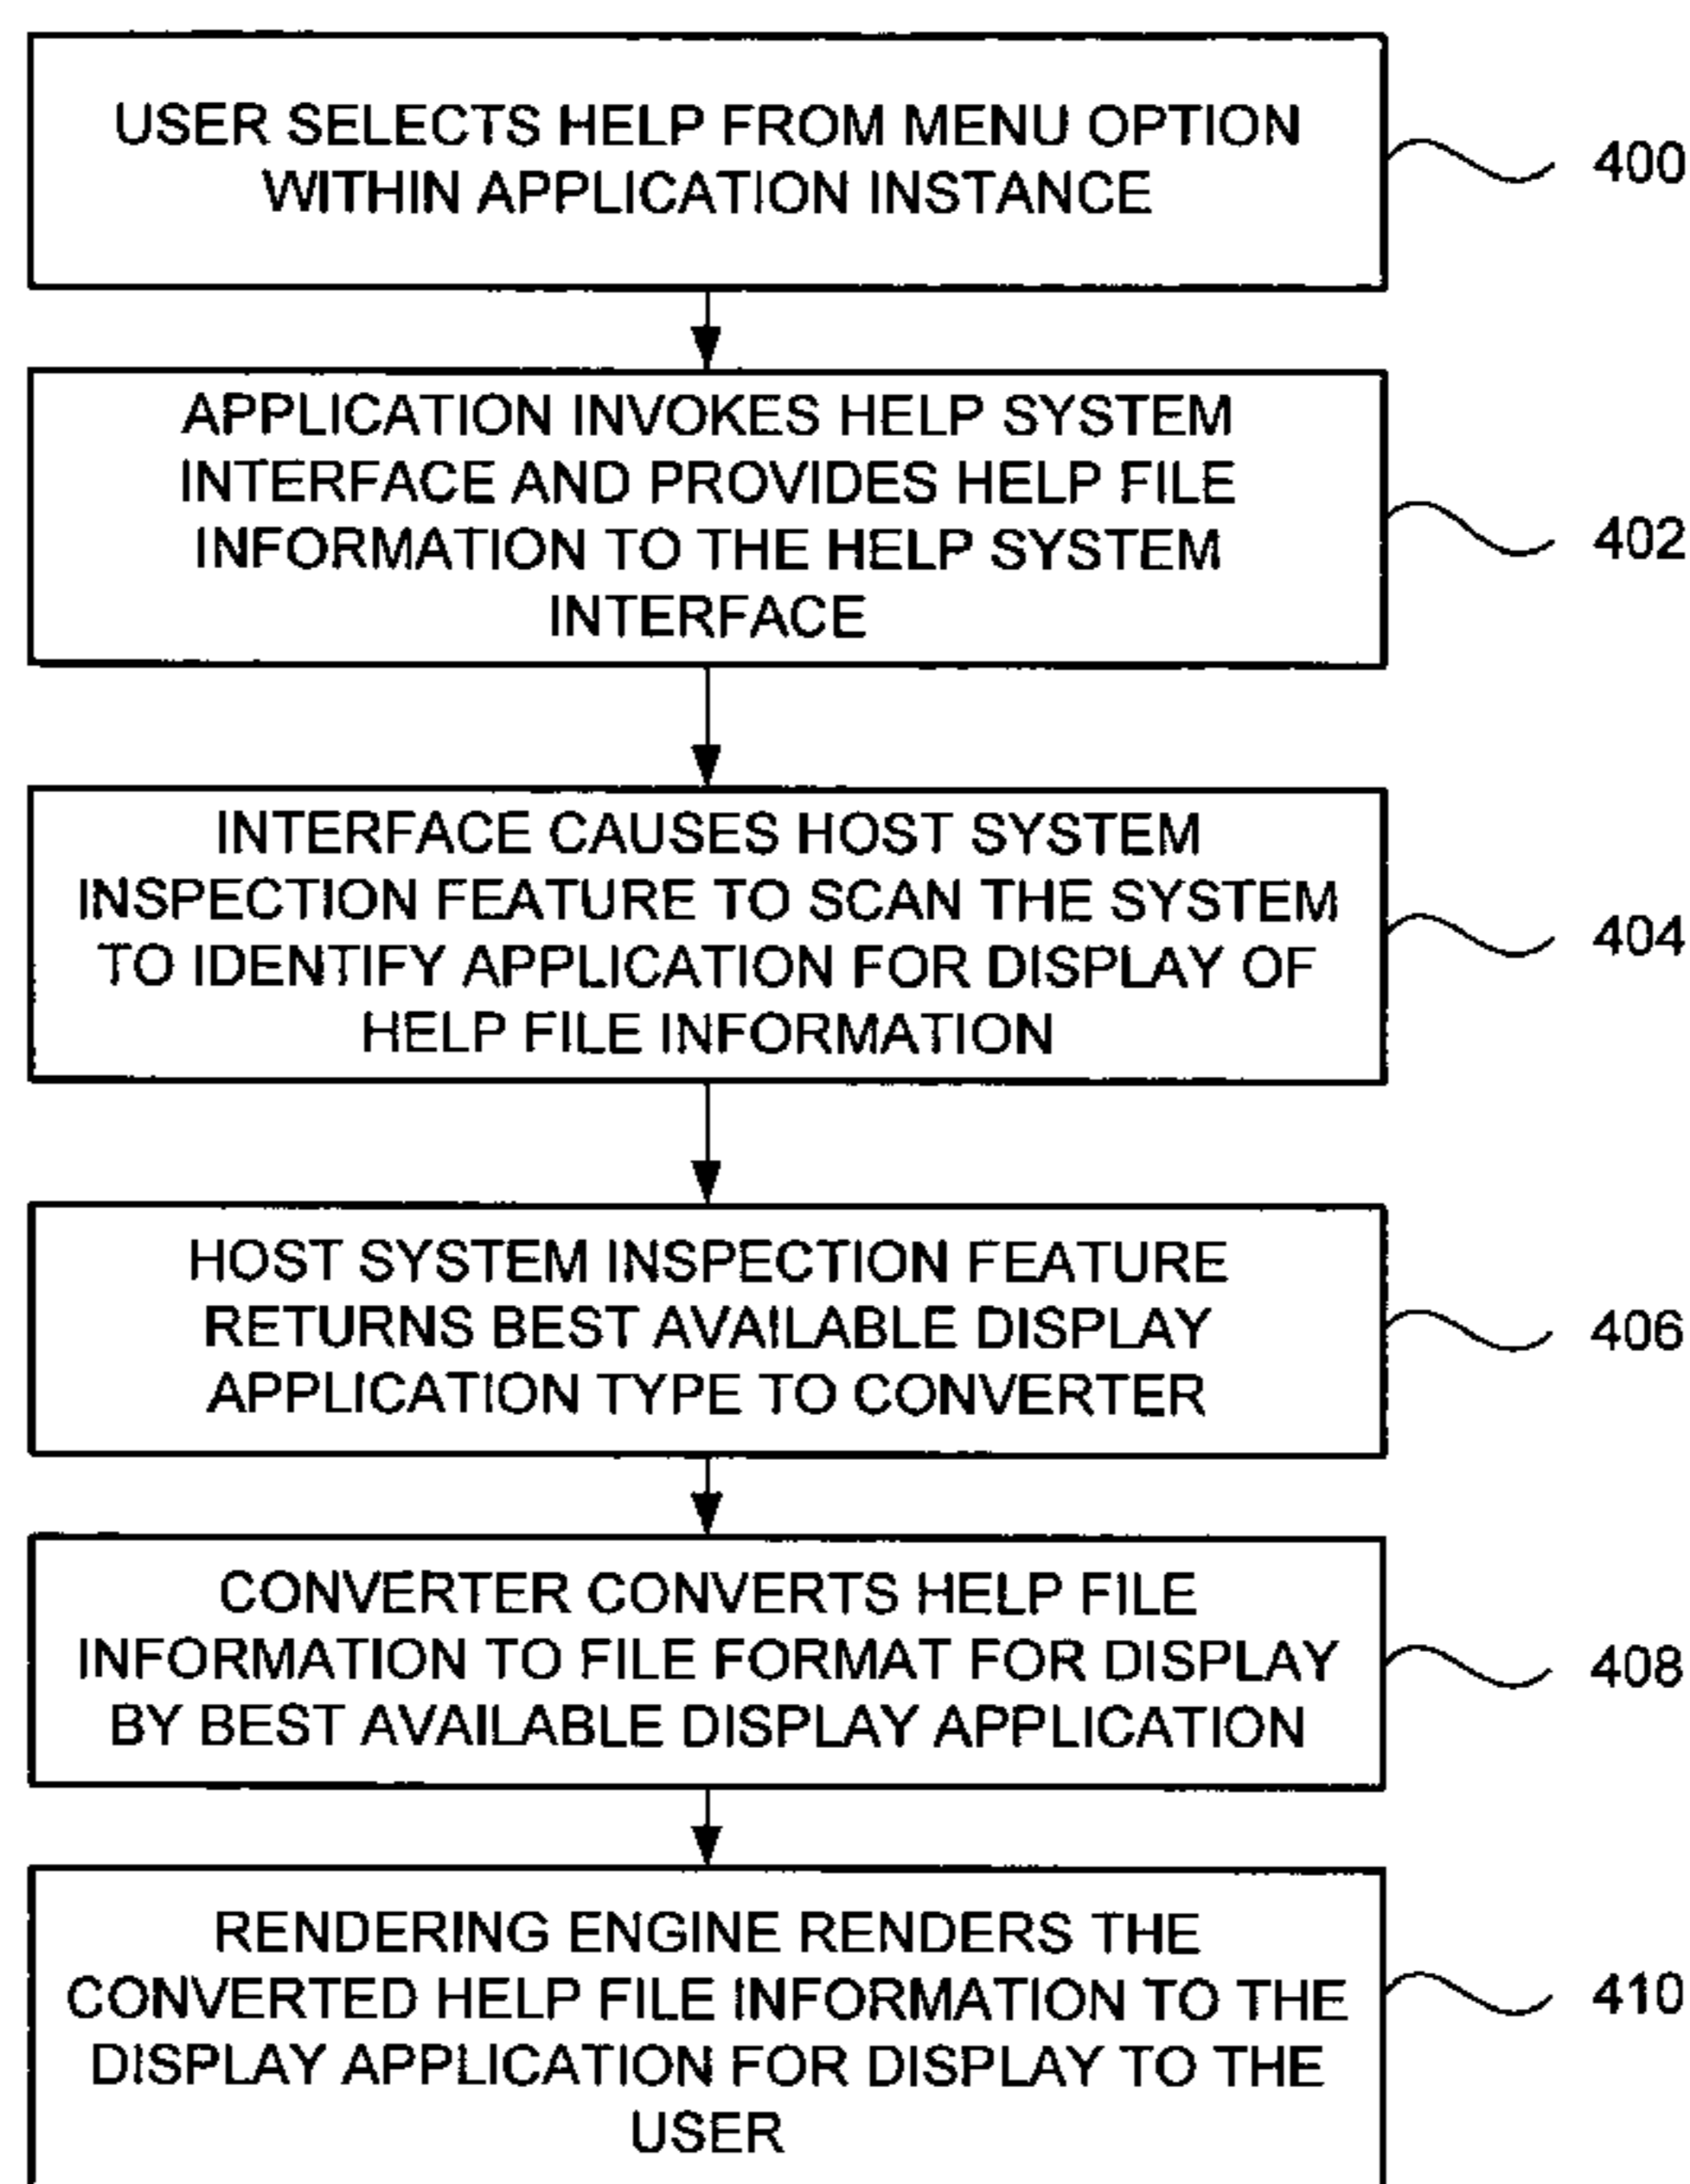 USER SELECTS HELP FROM MENU OPTION
WITHIN APPLICATION INSTANCE
400
APPLICATION INVOKES HELP SYSTEM
INTERFACE AND PROVIDES HELP FILE
INFORMATION TO THE HELP SYSTEM
INTERFACE
402
INTERFACE CAUSES HOST SYSTEM
INSPECTION FEATURE TO SCAN THE SYSTEM
TO IDENTIFY APPLICATION FOR DISPLAY OF
HELP FILE INFORMATION
404
HOST SYSTEM INSPECTION FEATURE
RETURNS BEST AVAILABLE DISPLAY
APPLICATION TYPE TO CONVERTER
406
CONVERTER CONVERTS HELP FILE
INFORMATION TO FILE FORMAT FOR DISPLAY
BY BEST AVAILABLE DISPLAY APPLICATION
408
RENDERING ENGINE RENDERS THE
CONVERTED HELP FILE INFORMATION TO THE
DISPLAY APPLICATION FOR DISPLAY TO THE
USER
410